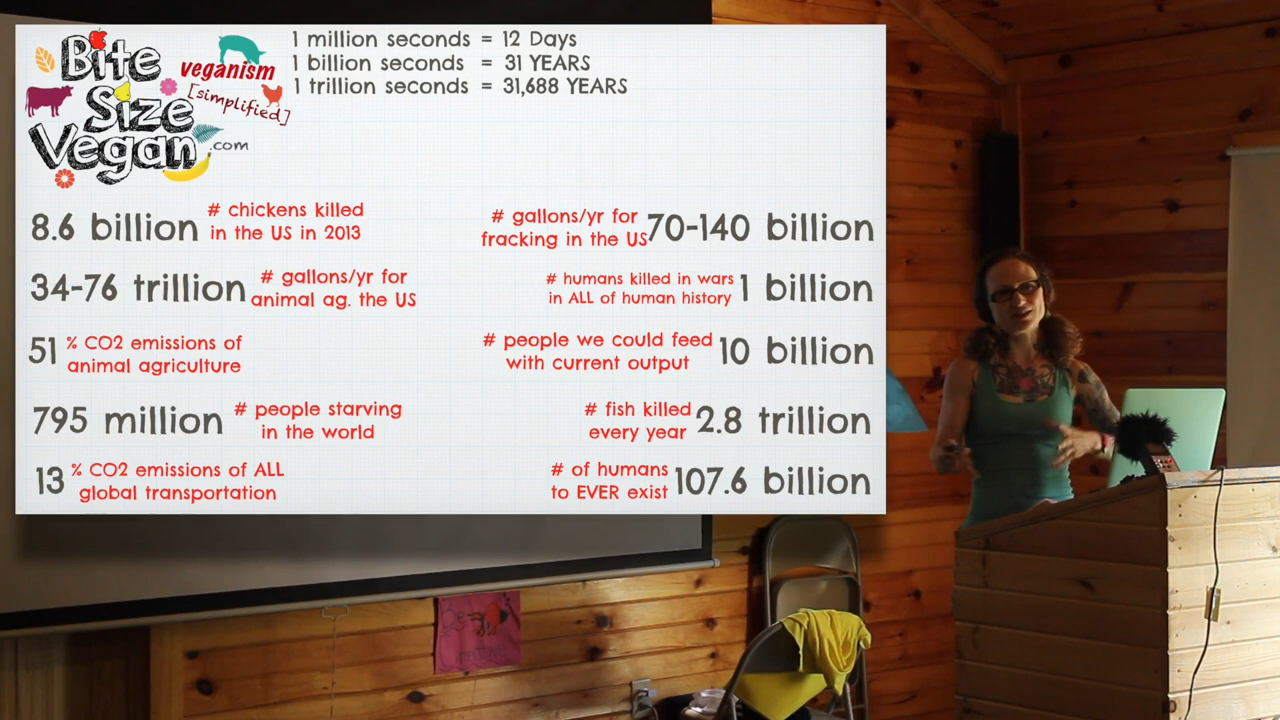 Bite
Size
Vegan
.com
veganism
[simplified]
1 million seconds = 12 Days
1 billion seconds = 31 YEARS
1 trillion seconds = 31,688 YEARS
8.6 billion
# chickens killed
in the US in 2013
# gallons/yr for
fracking in the US
70-140 billion
34-76 trillion
# gallons/yr for
animal ag. the US
# humans killed in wars
in ALL of human history
1 billion
51
% CO2 emissions of
animal agriculture
# people we could feed
with current output
10 billion
795 million
# people starving
in the world
# fish killed
every year
2.8 trillion
13
% CO2 emissions of ALL
global transportation
# of humans
to EVER exist
107.6 billion